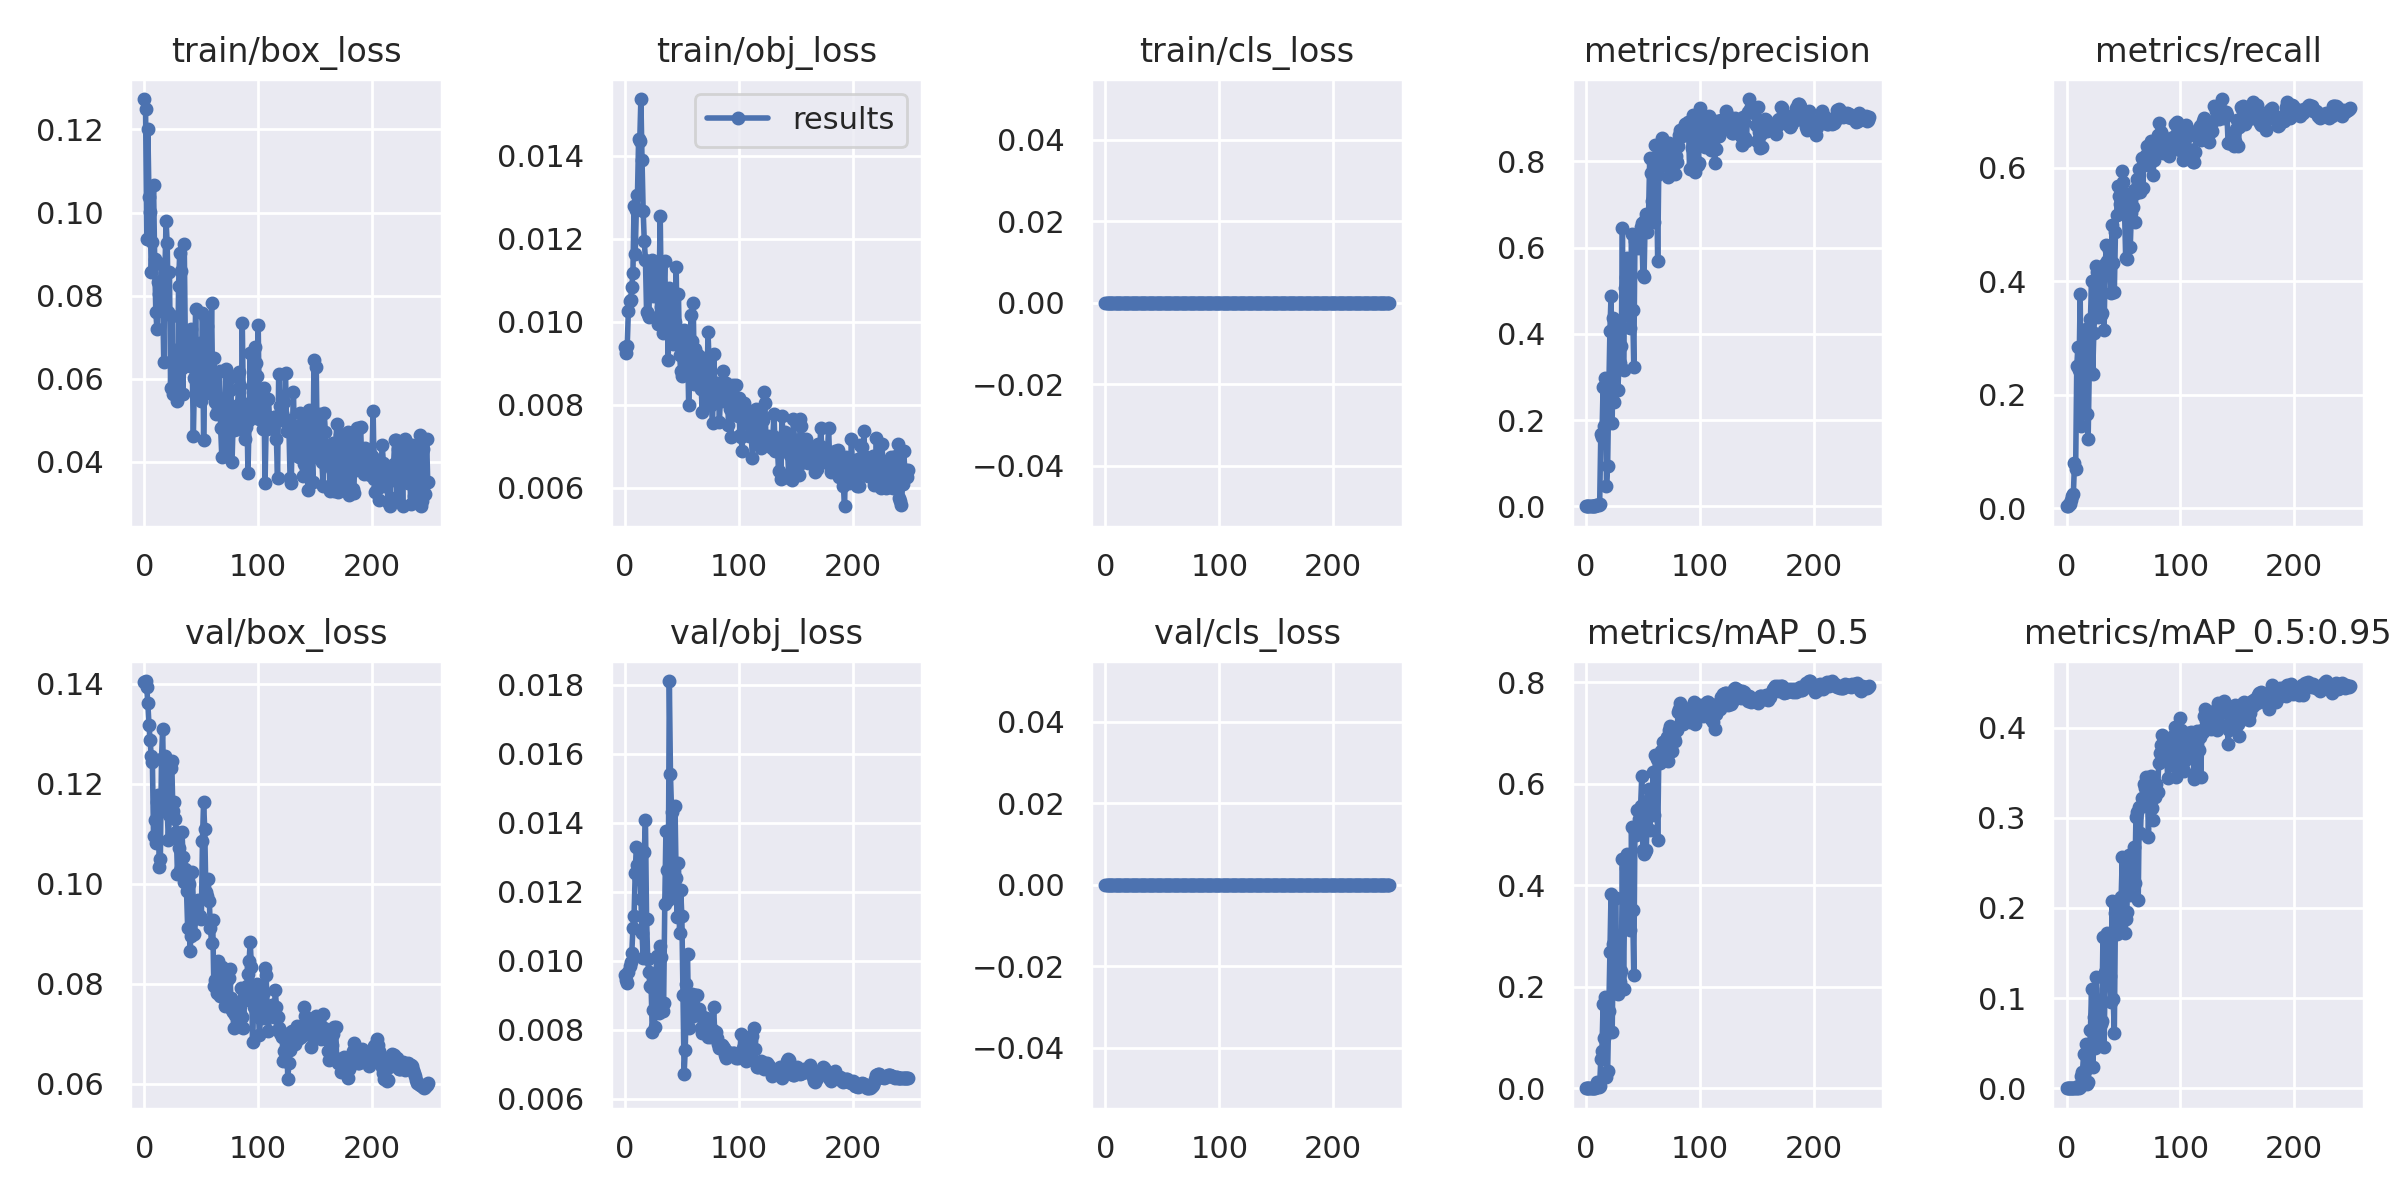 train/box_loss
train/obj_loss
train/cls_loss
metrics/precision
metrics/recall
0.12
0.10
0.08
0.06
0.04
0 100 200
results
0.014
0.012
0.010
0.008
0.006
0 100 200
0.04
0.02
0.00
−0.02
−0.04
0 100 200
0.8
0.6
0.4
0.2
0.0
0 100 200
0.6
0.4
0.2
0.0
0 100 200
val/box_loss
val/obj_loss
val/cls_loss
metrics/mAP_0.5
metrics/mAP_0.5:0.95
0.14
0.12
0.10
0.08
0.06
0 100 200
0.018
0.016
0.014
0.012
0.010
0.008
0.006
0 100 200
0.04
0.02
0.00
−0.02
−0.04
0 100 200
0.8
0.6
0.4
0.2
0.0
0 100 200
0.4
0.3
0.2
0.1
0.0
0 100 200